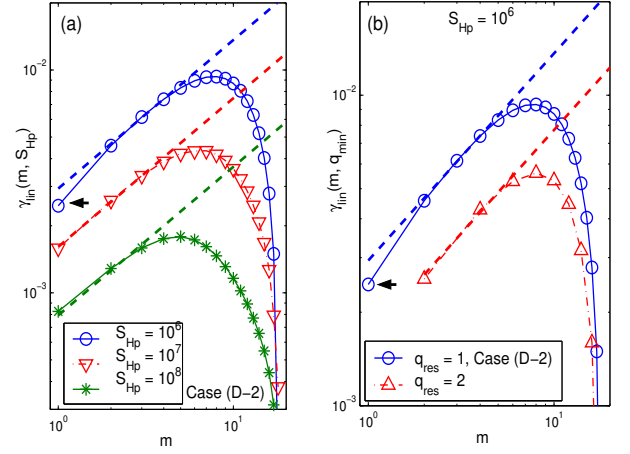 (a)
10⁻²
10⁻³
γlin(m, SHp)
SHp = 10⁶
SHp = 10⁷
SHp = 10⁸
Case (D−2)
10⁰
10¹
m
(b)
SHp = 10⁶
10⁻²
10⁻³
γlin(m, qmin)
qres = 1, Case (D−2)
qres = 2
10⁰
10¹
m